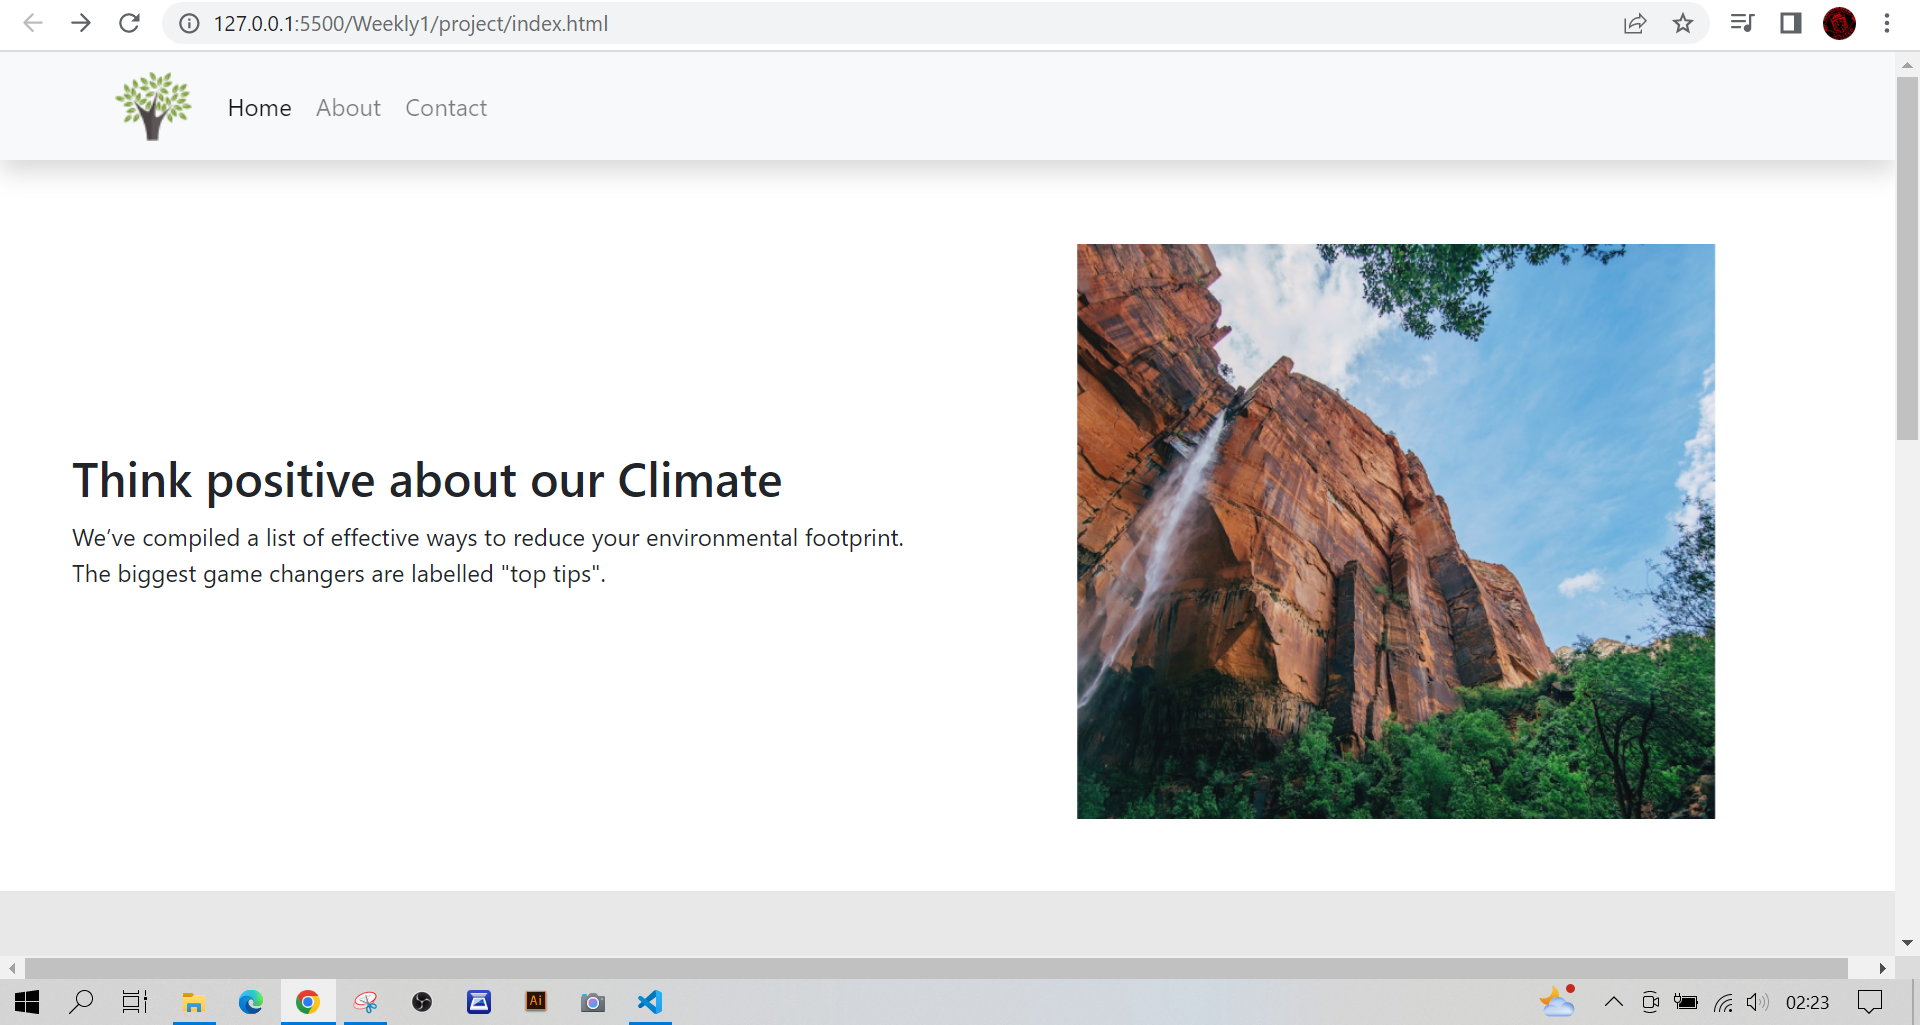 127.0.0.1:5500/Weekly1/project/index.html
Home About Contact
Think positive about our Climate
We’ve compiled a list of effective ways to reduce your environmental footprint.
The biggest game changers are labelled "top tips".
Ai
02:23